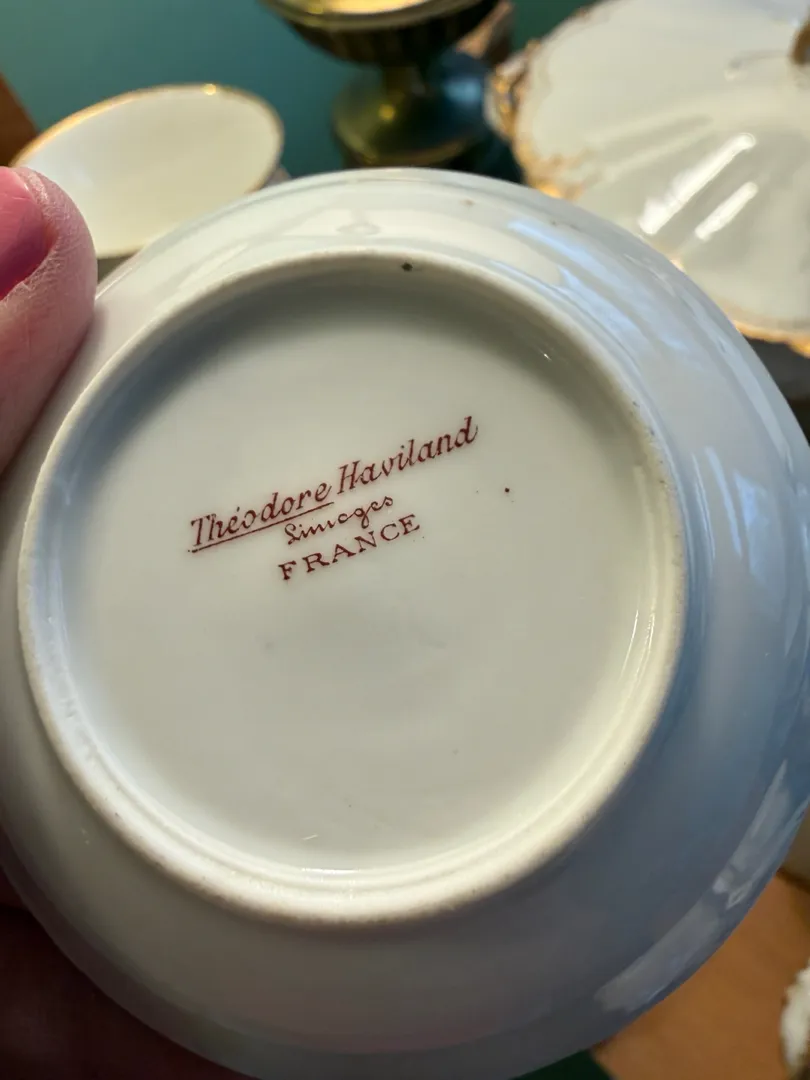 Théodore Haviland
Limoges
FRANCE